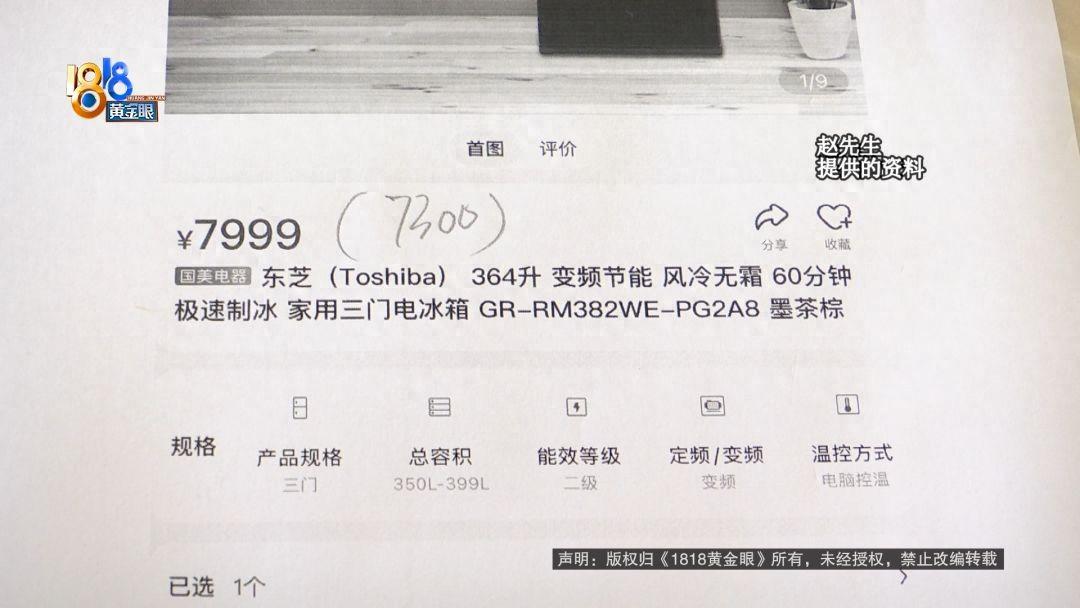 1/9
1818
黄金眼
首图 评价
赵先生
提供的资料
¥7999 (7300)
分享 收藏
国美电器 东芝（Toshiba） 364升 变频节能 风冷无霜 60分钟
极速制冰 家用三门电冰箱 GR-RM382WE-PG2A8 墨茶棕
规格
产品规格 总容积 能效等级 定频/变频 温控方式
三门 350L-399L 二级 变频 电脑控温
声明：版权归《1818黄金眼》所有，未经授权，禁止改编转载
已选 1个